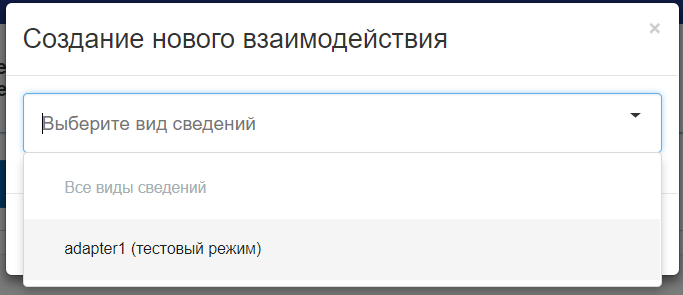 Создание нового взаимодействия
×
Выберите вид сведений
Все виды сведений
adapter1 (тестовый режим)